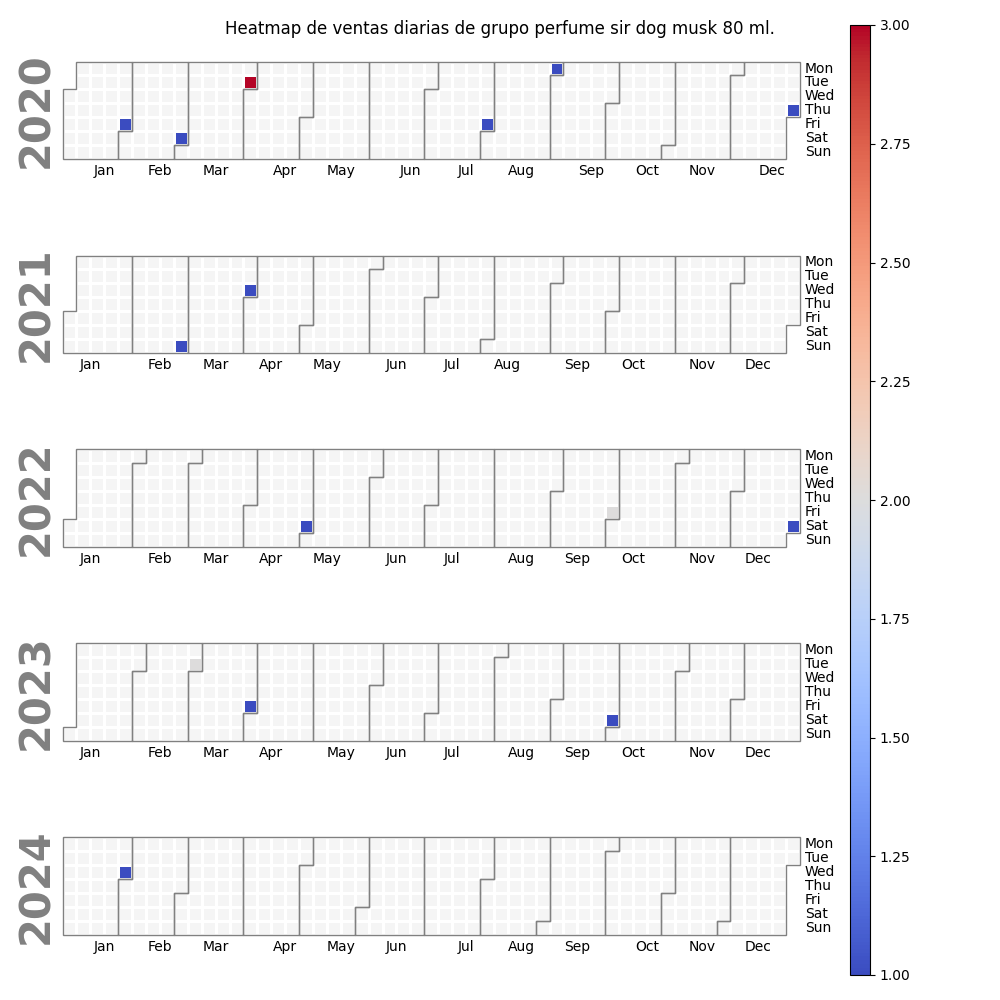 Heatmap de ventas diarias de grupo perfume sir dog musk 80 ml.
2020
Mon
Tue
Wed
Thu
Fri
Sat
Sun
Jan Feb Mar Apr May Jun Jul Aug Sep Oct Nov Dec
2021
Mon
Tue
Wed
Thu
Fri
Sat
Sun
Jan Feb Mar Apr May Jun Jul Aug Sep Oct Nov Dec
2022
Mon
Tue
Wed
Thu
Fri
Sat
Sun
Jan Feb Mar Apr May Jun Jul Aug Sep Oct Nov Dec
2023
Mon
Tue
Wed
Thu
Fri
Sat
Sun
Jan Feb Mar Apr May Jun Jul Aug Sep Oct Nov Dec
2024
Mon
Tue
Wed
Thu
Fri
Sat
Sun
Jan Feb Mar Apr May Jun Jul Aug Sep Oct Nov Dec
3.00
2.75
2.50
2.25
2.00
1.75
1.50
1.25
1.00